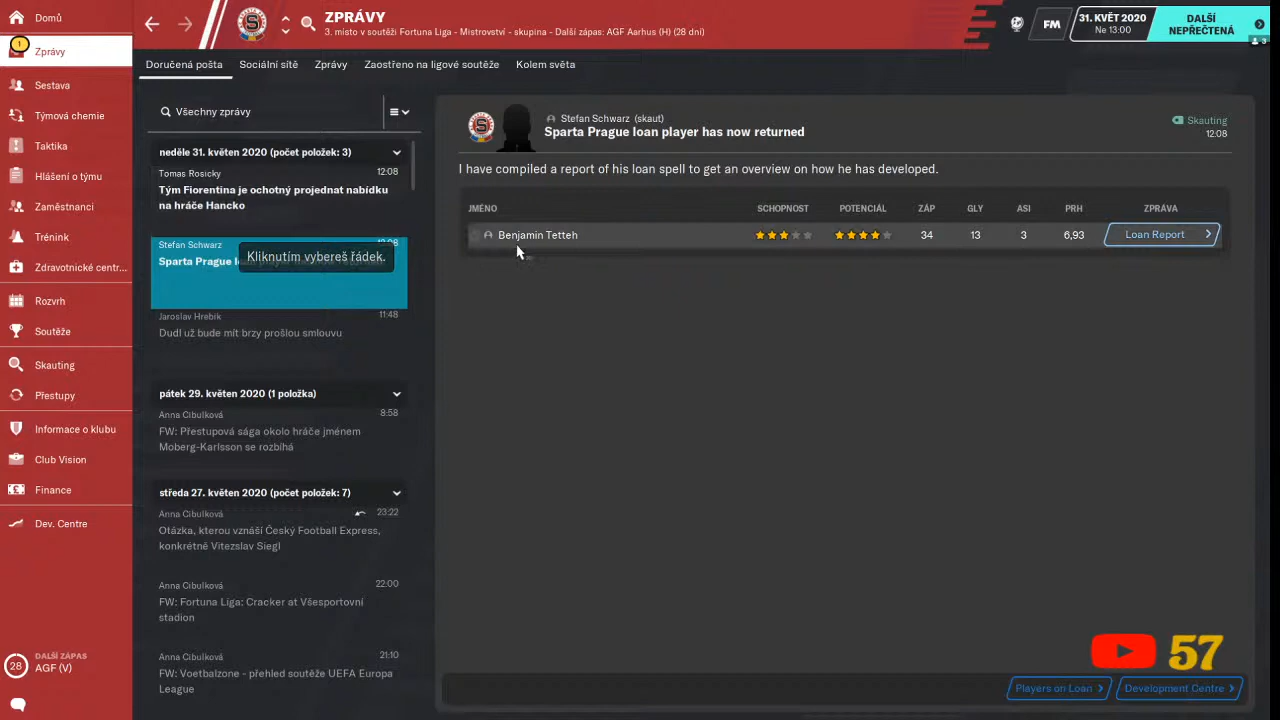 Domů
Zprávy
1
Sestava
Týmová chemie
Taktika
Hlášení o týmu
Zaměstnanci
Trénink
Zdravotnické centr...
Rozvrh
Soutěže
Skauting
Přestupy
Informace o klubu
Club Vision
Finance
Dev. Centre
28
DALŠÍ ZÁPAS
AGF (V)
ZPRÁVY
3. místo v soutěži Fortuna Liga - Mistrovství - skupina - Další zápas: AGF Aarhus (H) (28 dni)
FM
31. KVĚT 2020
Ne 13:00
DALŠÍ
NEPŘEČTENÁ
3
Doručená pošta
Sociální sítě
Zprávy
Zaostřeno na ligové soutěže
Kolem světa
Všechny zprávy
neděle 31. květen 2020 (počet položek: 3)
Tomas Rosicky 12:08
Tým Fiorentina je ochotný projednat nabídku
na hráče Hancko
Stefan Schwarz
Sparta Prague l
Kliknutím vybereš řádek.
Jaroslav Hrebik 11:48
Dudl už bude mít brzy prošlou smlouvu
pátek 29. květen 2020 (1 položka)
Anna Cibulková 8:58
FW: Přestupová sága okolo hráče jménem
Moberg-Karlsson se rozbíhá
středa 27. květen 2020 (počet položek: 7)
Anna Cibulková 23:22
Otázka, kterou vznáší Český Football Express,
konkrétně Vitezslav Siegl
Anna Cibulková 22:00
FW: Fortuna Liga: Cracker at Všesportovní
stadion
Anna Cibulková 21:10
FW: Voetbalzone - přehled soutěže UEFA Europa
League
Stefan Schwarz (skaut)
Sparta Prague loan player has now returned
Skauting
12:08
I have compiled a report of his loan spell to get an overview on how he has developed.
JMÉNO SCHOPNOST POTENCIÁL ZÁP GLY ASI PRH ZPRÁVA
Benjamin Tetteh 34 13 3 6,93 Loan Report
57
Players on Loan
Development Centre